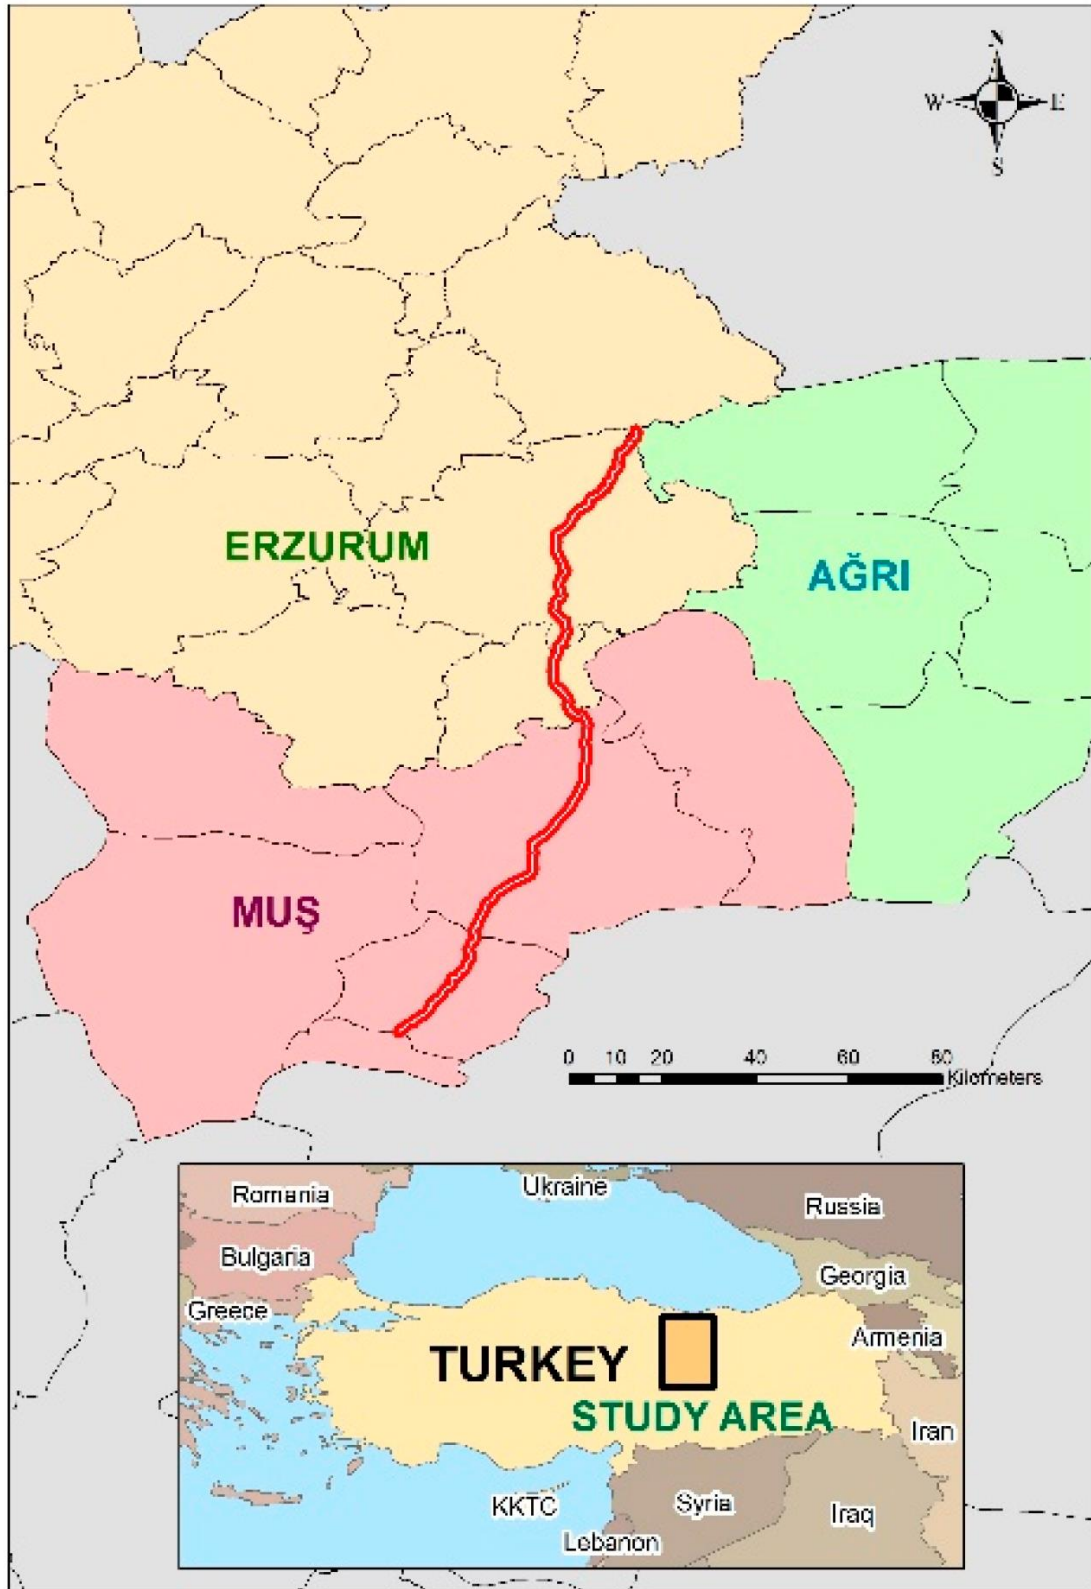 N
W E
S
ERZURUM
AĞRI
MUŞ
0 10 20 40 60 80
Kilometers
Ukraine
Romania
Russia
Bulgaria
Georgia
Greece
Armenia
TURKEY
STUDY AREA
Iran
KKTC
Syria
Iraq
Lebanon